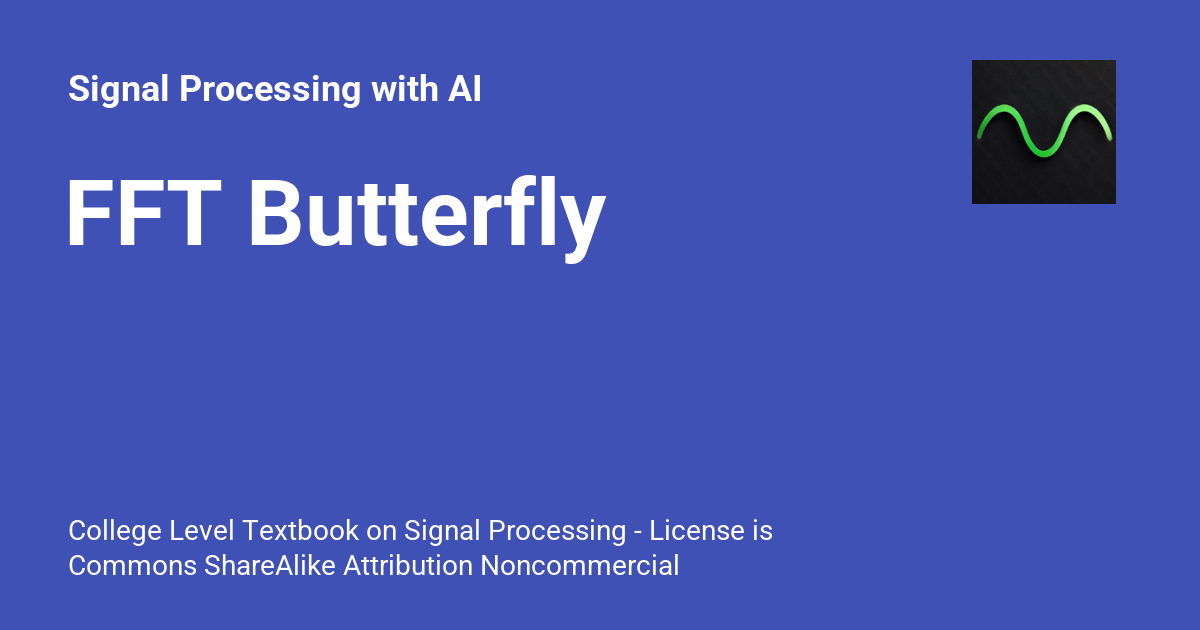 Signal Processing with AI
FFT Butterfly
College Level Textbook on Signal Processing - License is
Commons ShareAlike Attribution Noncommercial